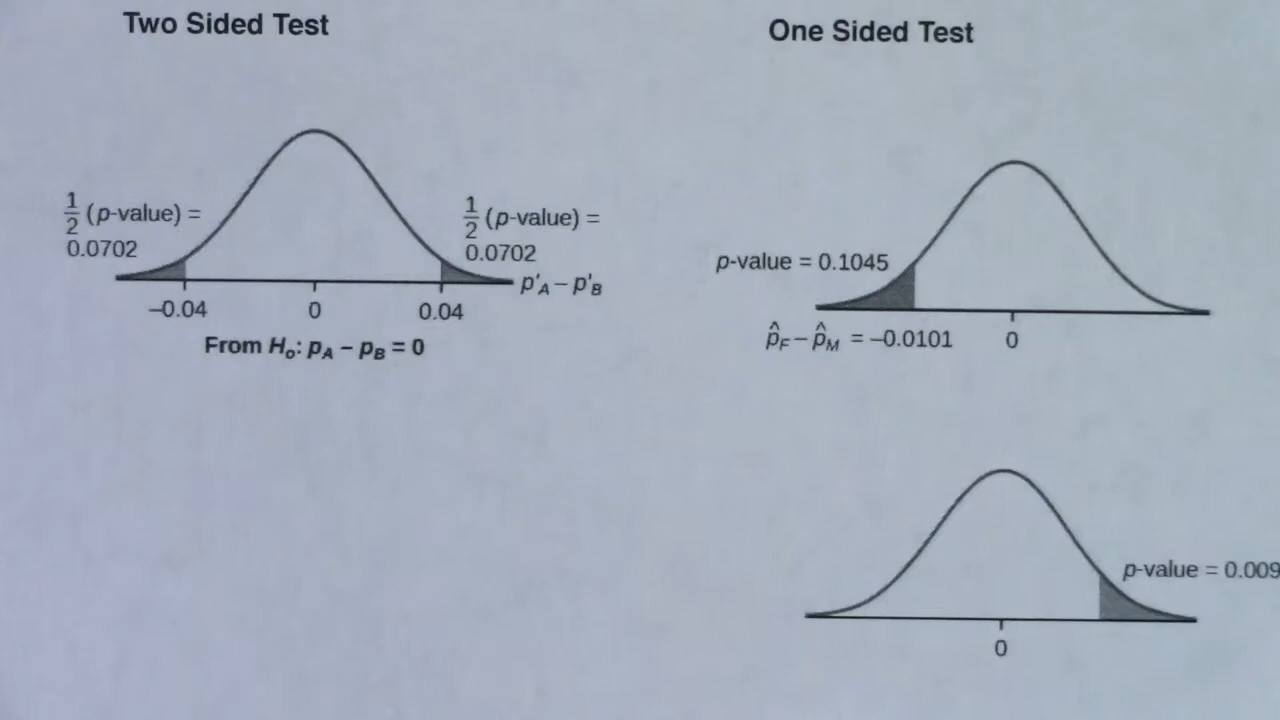 Two Sided Test
1/2 (p-value) =
0.0702
1/2 (p-value) =
0.0702
p'A – p'B
–0.04 0 0.04
From Ho: pA – pB = 0
One Sided Test
p-value = 0.1045
p̂F – p̂M = –0.0101 0
p-value = 0.009
0